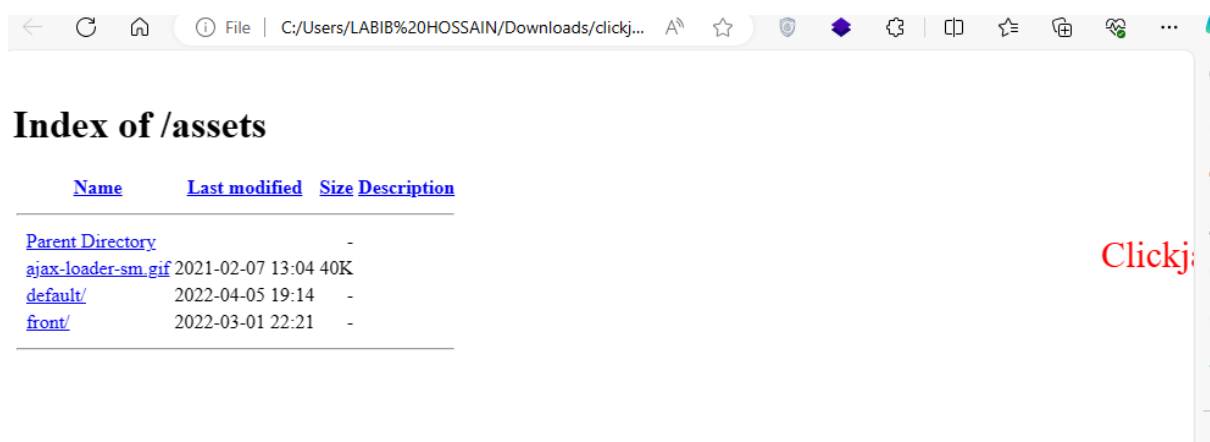 File | C:/Users/LABIB%20HOSSAIN/Downloads/clickj...
Index of /assets
Name Last modified Size Description
Parent Directory -
ajax-loader-sm.gif 2021-02-07 13:04 40K
default/ 2022-04-05 19:14 -
front/ 2022-03-01 22:21 -
Clickj